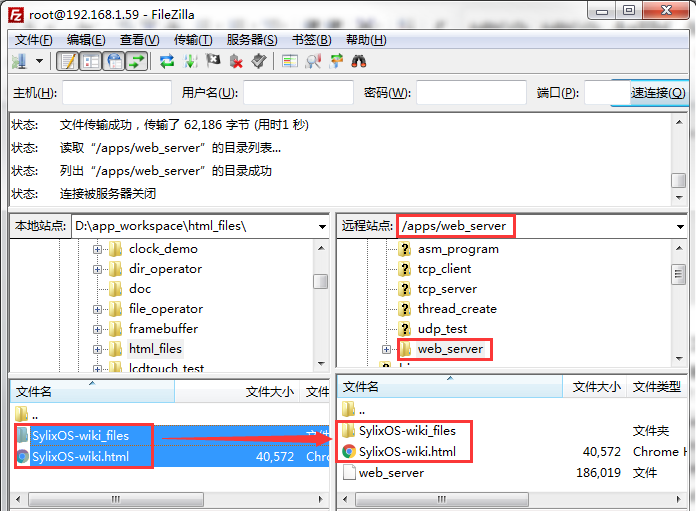 root@192.168.1.59 - FileZilla
文件(F) 编辑(E) 查看(V) 传输(T) 服务器(S) 书签(B) 帮助(H)
主机(H): 用户名(U): 密码(W): 端口(P): 速连接(Q)
状态: 文件传输成功，传输了 62,186 字节 (用时1 秒)
状态: 读取“/apps/web_server”的目录列表...
状态: 列出“/apps/web_server”的目录成功
状态: 连接被服务器关闭
本地站点: D:\app_workspace\html_files\
clock_demo
dir_operator
doc
file_operator
framebuffer
html_files
lcdtouch_test
远程站点: /apps/web_server
asm_program
tcp_client
tcp_server
thread_create
udp_test
web_server
文件名 文件大小 文件
..
SylixOS-wiki_files 文件
SylixOS-wiki.html 40,572 Chrom
文件名 文件大小 文件类型
..
SylixOS-wiki_files 文件夹
SylixOS-wiki.html 40,572 Chrome H
web_server 186,019 文件